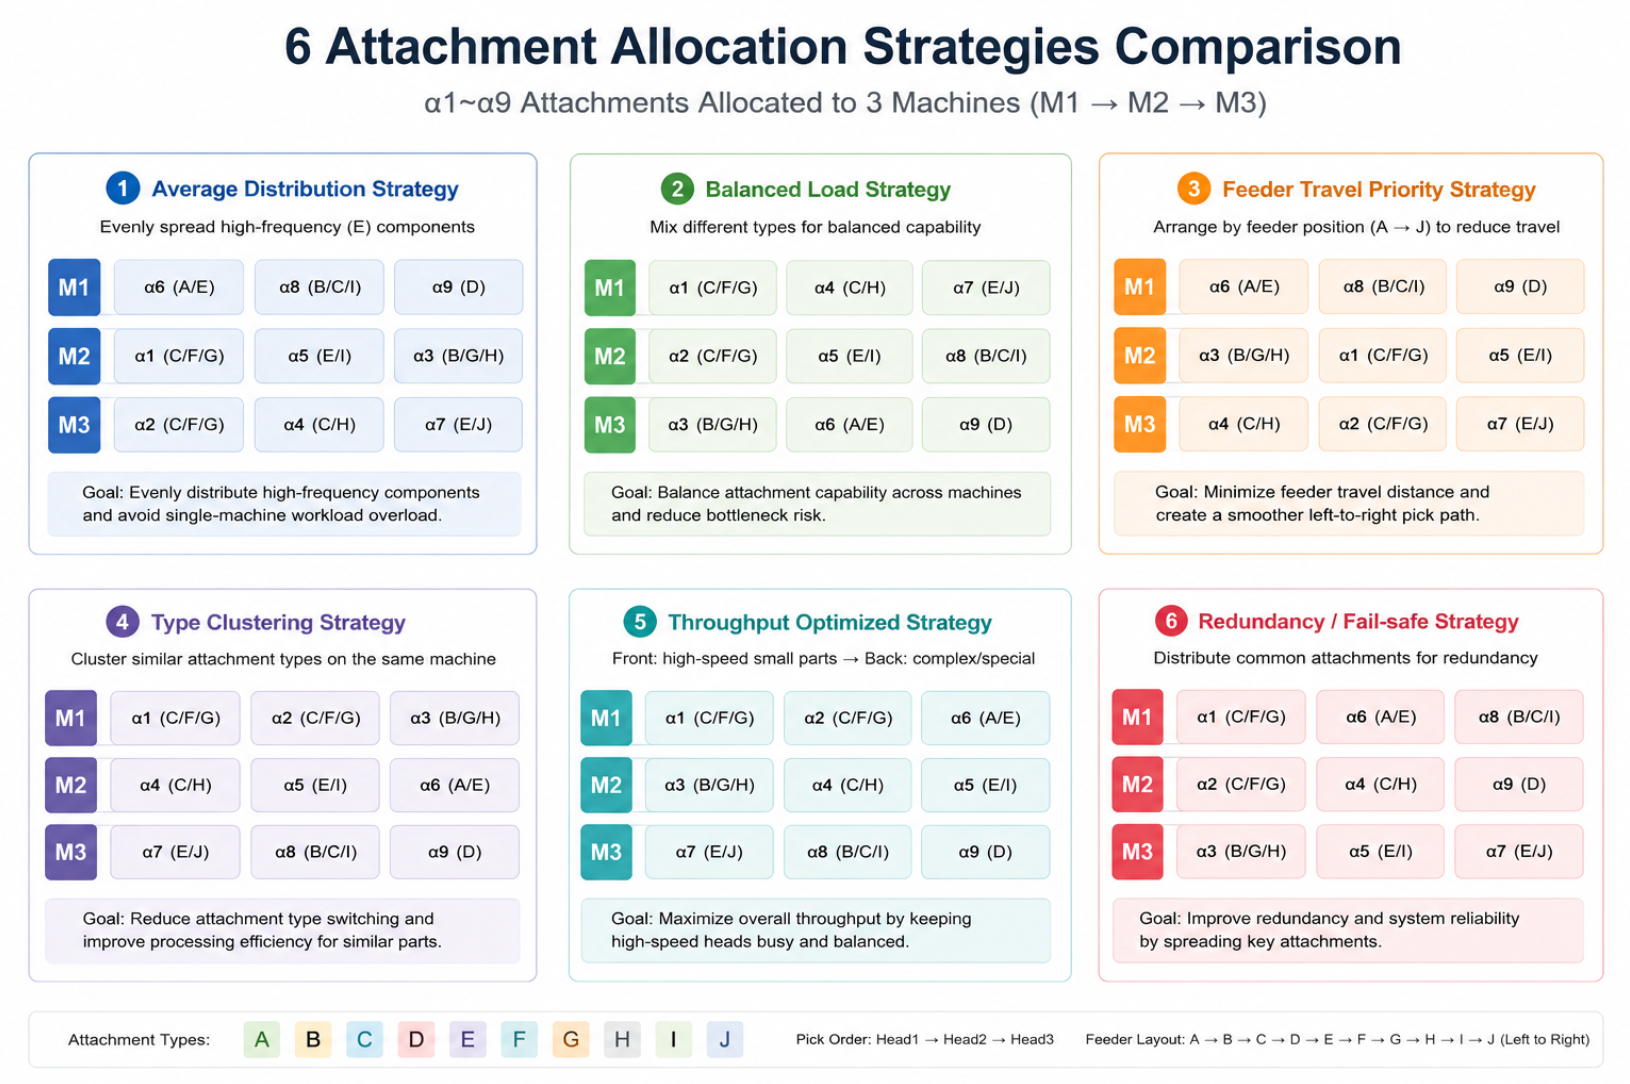 6 Attachment Allocation Strategies Comparison
α1~α9 Attachments Allocated to 3 Machines (M1 → M2 → M3)
1 Average Distribution Strategy
Evenly spread high-frequency (E) components
M1 α6 (A/E) α8 (B/C/I) α9 (D)
M2 α1 (C/F/G) α5 (E/I) α3 (B/G/H)
M3 α2 (C/F/G) α4 (C/H) α7 (E/J)
Goal: Evenly distribute high-frequency components
and avoid single-machine workload overload.
2 Balanced Load Strategy
Mix different types for balanced capability
M1 α1 (C/F/G) α4 (C/H) α7 (E/J)
M2 α2 (C/F/G) α5 (E/I) α8 (B/C/I)
M3 α3 (B/G/H) α6 (A/E) α9 (D)
Goal: Balance attachment capability across machines
and reduce bottleneck risk.
3 Feeder Travel Priority Strategy
Arrange by feeder position (A → J) to reduce travel
M1 α6 (A/E) α8 (B/C/I) α9 (D)
M2 α3 (B/G/H) α1 (C/F/G) α5 (E/I)
M3 α4 (C/H) α2 (C/F/G) α7 (E/J)
Goal: Minimize feeder travel distance and
create a smoother left-to-right pick path.
4 Type Clustering Strategy
Cluster similar attachment types on the same machine
M1 α1 (C/F/G) α2 (C/F/G) α3 (B/G/H)
M2 α4 (C/H) α5 (E/I) α6 (A/E)
M3 α7 (E/J) α8 (B/C/I) α9 (D)
Goal: Reduce attachment type switching and
improve processing efficiency for similar parts.
5 Throughput Optimized Strategy
Front: high-speed small parts → Back: complex/special
M1 α1 (C/F/G) α2 (C/F/G) α6 (A/E)
M2 α3 (B/G/H) α4 (C/H) α5 (E/I)
M3 α7 (E/J) α8 (B/C/I) α9 (D)
Goal: Maximize overall throughput by keeping
high-speed heads busy and balanced.
6 Redundancy / Fail-safe Strategy
Distribute common attachments for redundancy
M1 α1 (C/F/G) α6 (A/E) α8 (B/C/I)
M2 α2 (C/F/G) α4 (C/H) α9 (D)
M3 α3 (B/G/H) α5 (E/I) α7 (E/J)
Goal: Improve redundancy and system reliability
by spreading key attachments.
Attachment Types: A B C D E F G H I J Pick Order: Head1 → Head2 → Head3 Feeder Layout: A → B → C → D → E → F → G → H → I → J (Left to Right)